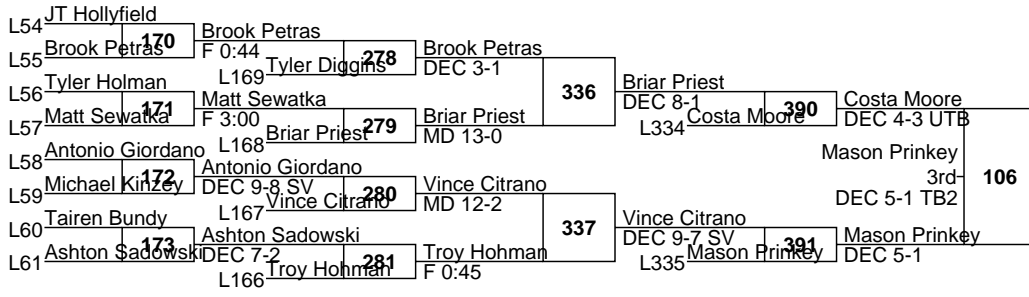 L54 JT Hollyfield
170
L55 Brook Petras
Brook Petras
F 0:44
278
L169 Tyler Diggins
Brook Petras
DEC 3-1
L56 Tyler Holman
171
L57 Matt Sewatka
Matt Sewatka
F 3:00
279
L168 Briar Priest
Briar Priest
MD 13-0
336
Briar Priest
DEC 8-1
390
L334 Costa Moore
Costa Moore
DEC 4-3 UTB
L58 Antonio Giordano
172
L59 Michael Kinzey
Antonio Giordano
DEC 9-8 SV
280
L167 Vince Citrano
Vince Citrano
MD 12-2
L60 Tairen Bundy
173
L61 Ashton Sadowski
Ashton Sadowski
DEC 7-2
281
L166 Troy Hohman
Troy Hohman
F 0:45
337
Vince Citrano
DEC 9-7 SV
391
L335 Mason Prinkey
Mason Prinkey
DEC 5-1
Mason Prinkey
3rd
DEC 5-1 TB2
106